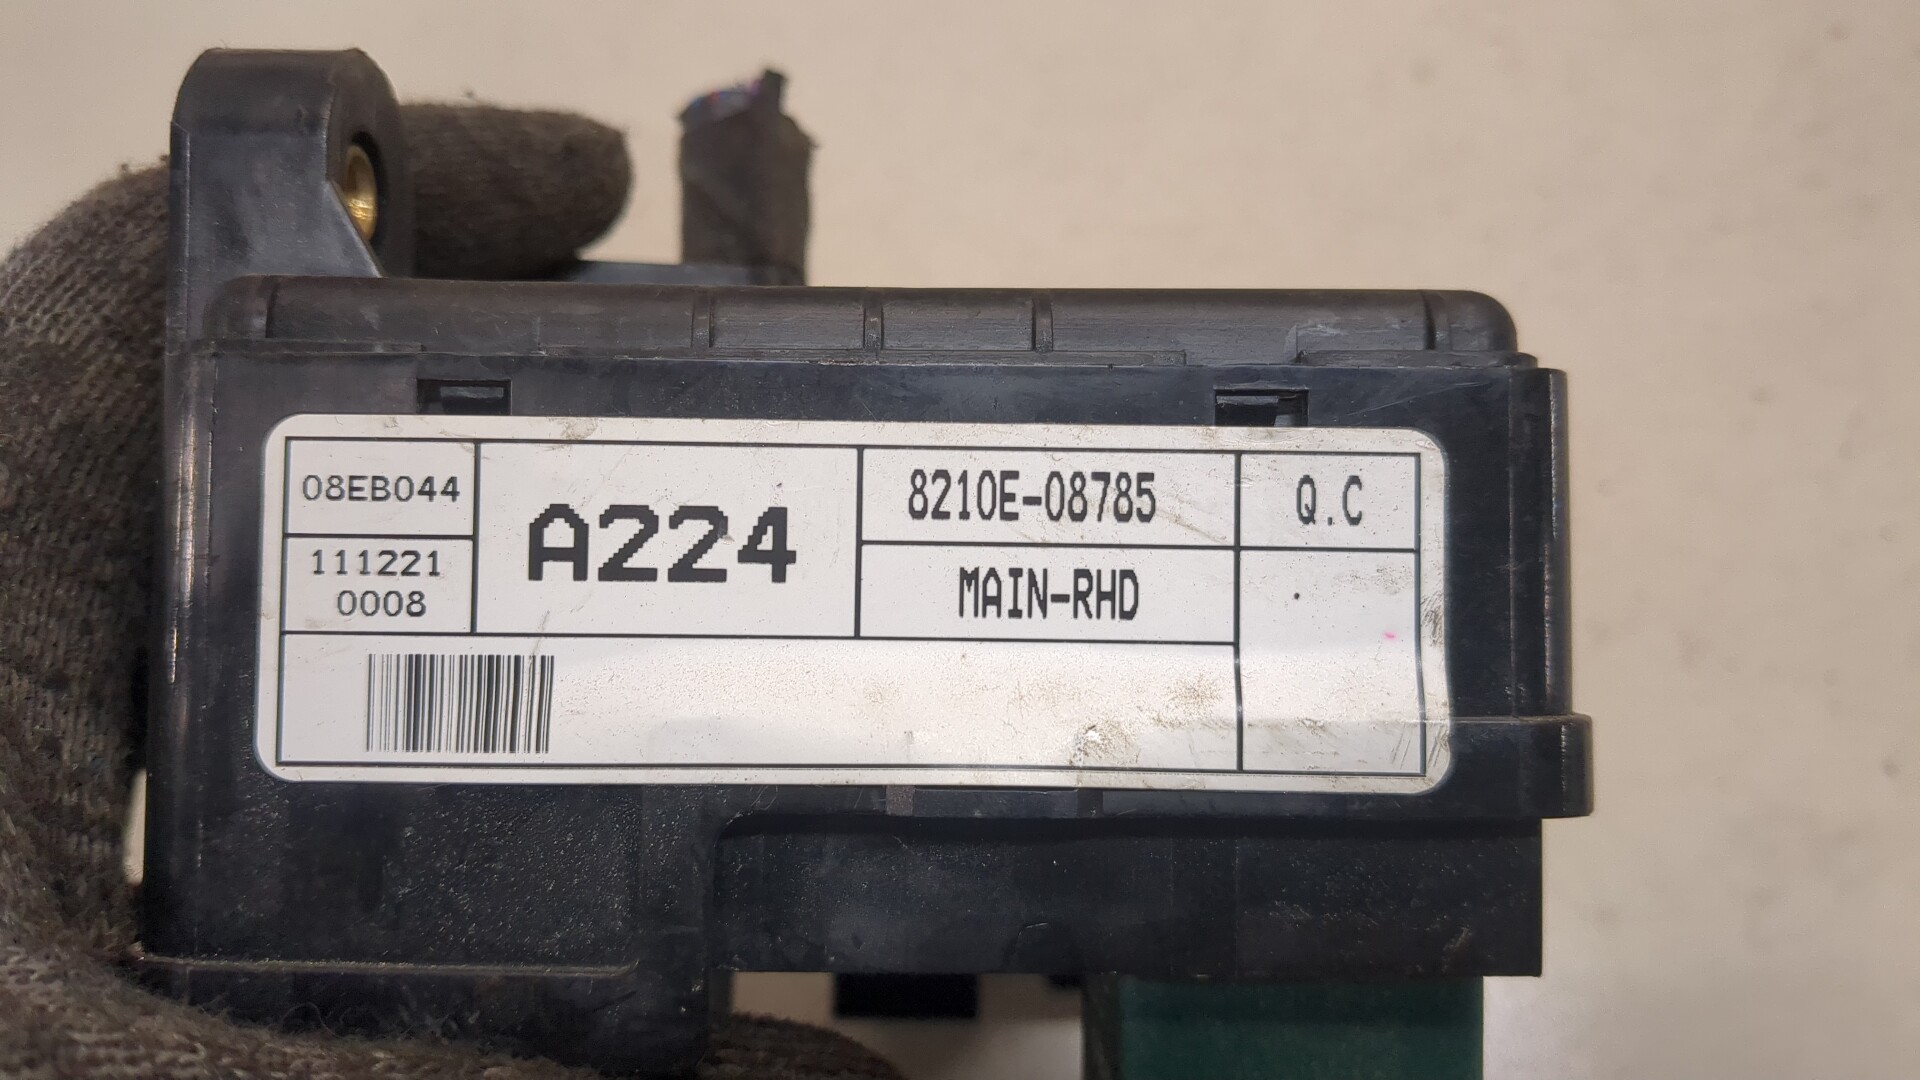 08EB044
111221
0008
A224
8210E-08785
MAIN-RHD
Q.C